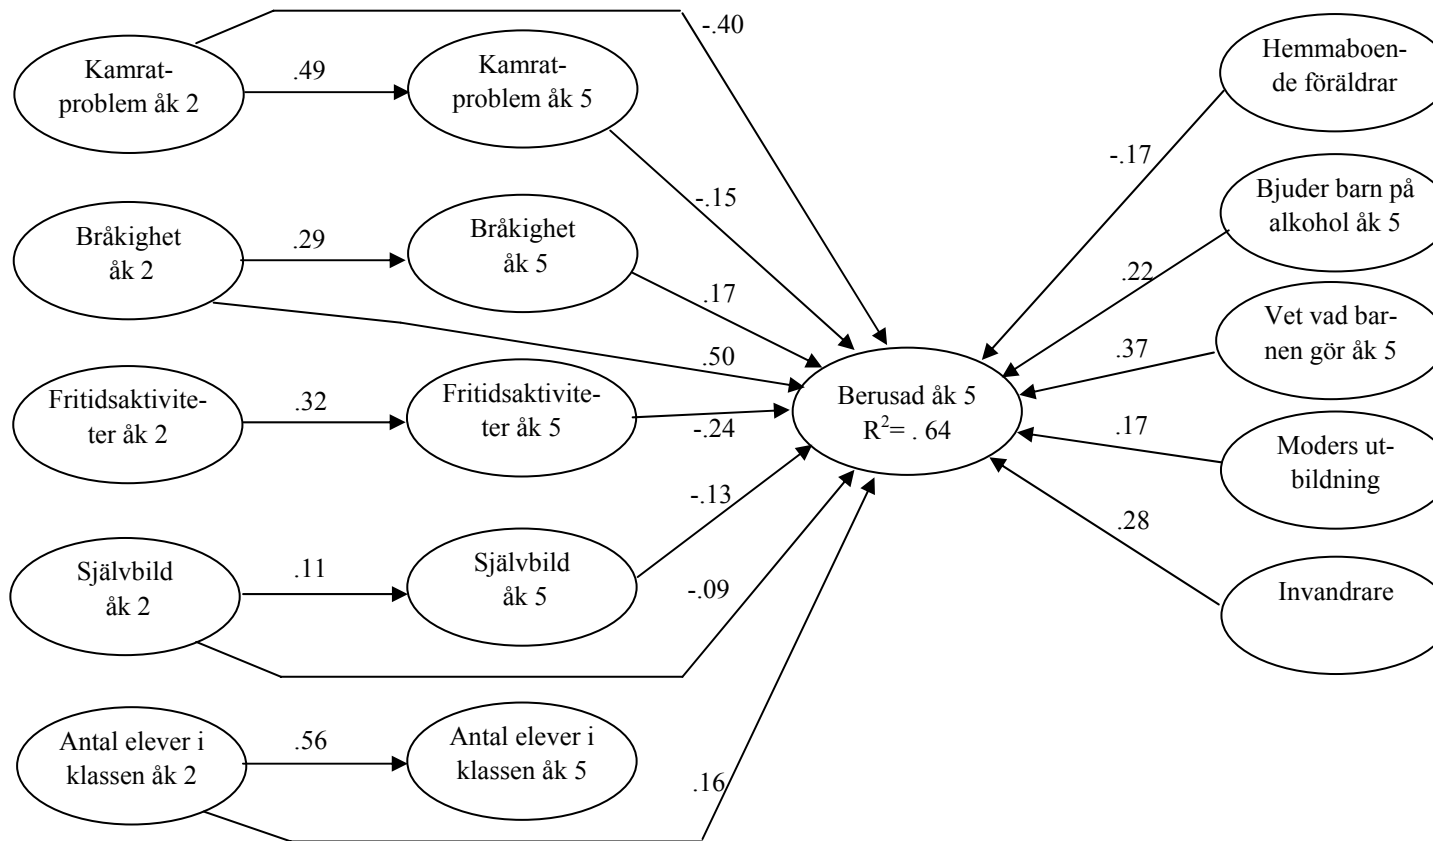 -.40
Kamrat-
problem åk 2
.49
Kamrat-
problem åk 5
Hemmaboen-
de föräldrar
-.17
-.15
Bråkighet
åk 2
.29
Bråkighet
åk 5
Bjuder barn på
alkohol åk 5
.22
.17
.50
Vet vad bar-
nen gör åk 5
.37
Fritidsaktivite-
ter åk 2
.32
Fritidsaktivite-
ter åk 5
-.24
Berusad åk 5
R²= . 64
.17
Moders ut-
bildning
-.13
.28
Självbild
åk 2
.11
Självbild
åk 5
-.09
Invandrare
Antal elever i
klassen åk 2
.56
Antal elever i
klassen åk 5
.16